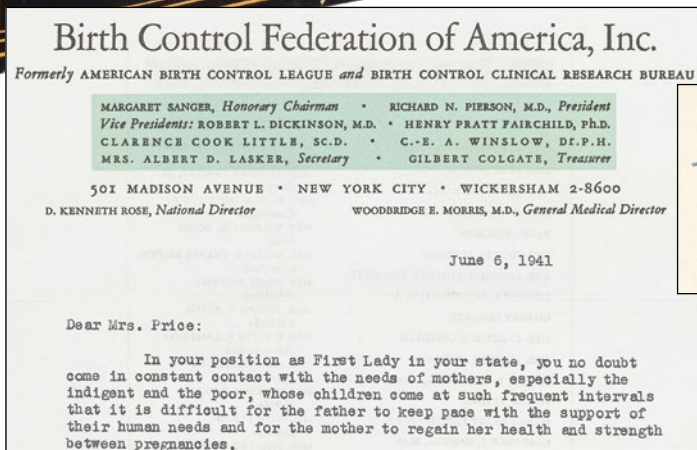 Birth Control Federation of America, Inc.
Formerly AMERICAN BIRTH CONTROL LEAGUE and BIRTH CONTROL CLINICAL RESEARCH BUREAU
MARGARET SANGER, Honorary Chairman • RICHARD N. PIERSON, M.D., President
Vice Presidents: ROBERT L. DICKINSON, M.D. • HENRY PRATT FAIRCHILD, Ph.D.
CLARENCE COOK LITTLE, SC.D. • C.-E. A. WINSLOW, Dr.P.H.
MRS. ALBERT D. LASKER, Secretary • GILBERT COLGATE, Treasurer
501 MADISON AVENUE • NEW YORK CITY • WICKERSHAM 2-8600
D. KENNETH ROSE, National Director WOODBRIDGE E. MORRIS, M.D., General Medical Director
June 6, 1941
Dear Mrs. Price:
In your position as First Lady in your state, you no doubt
come in constant contact with the needs of mothers, especially the
indigent and the poor, whose children come at such frequent intervals
that it is difficult for the father to keep pace with the support of
their human needs and for the mother to regain her health and strength
between pregnancies.